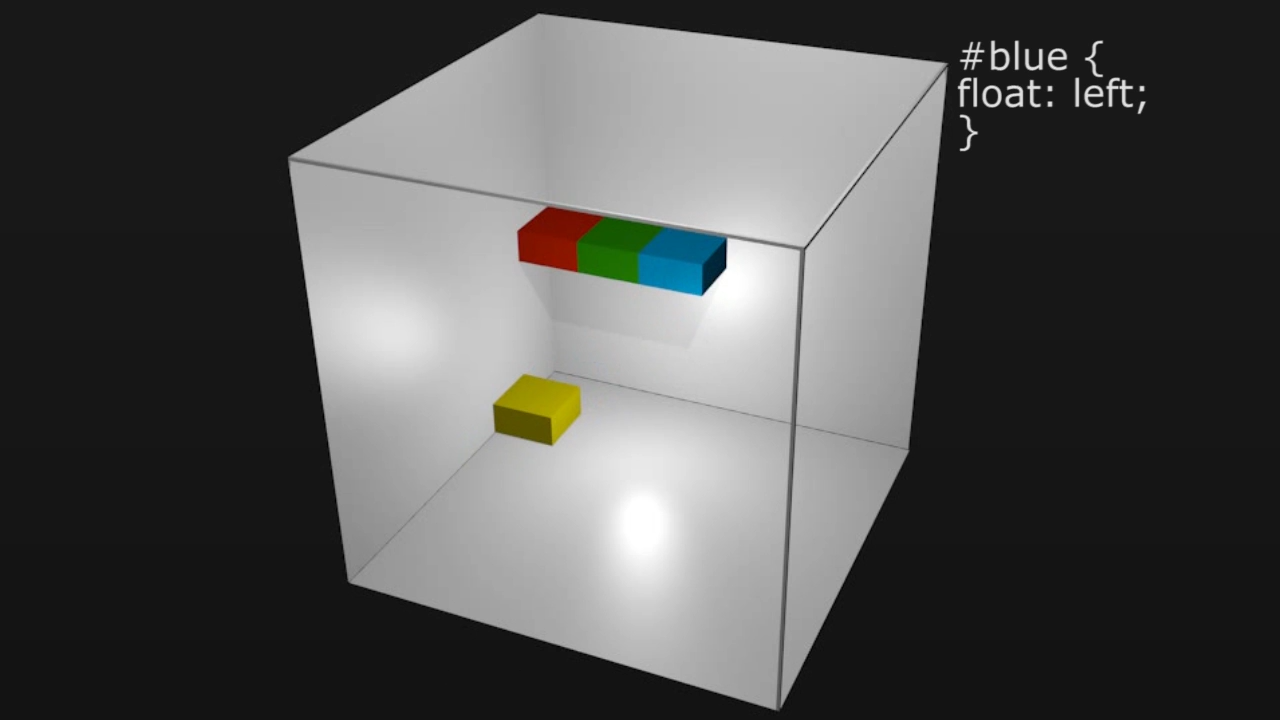 #blue {
float: left;
}